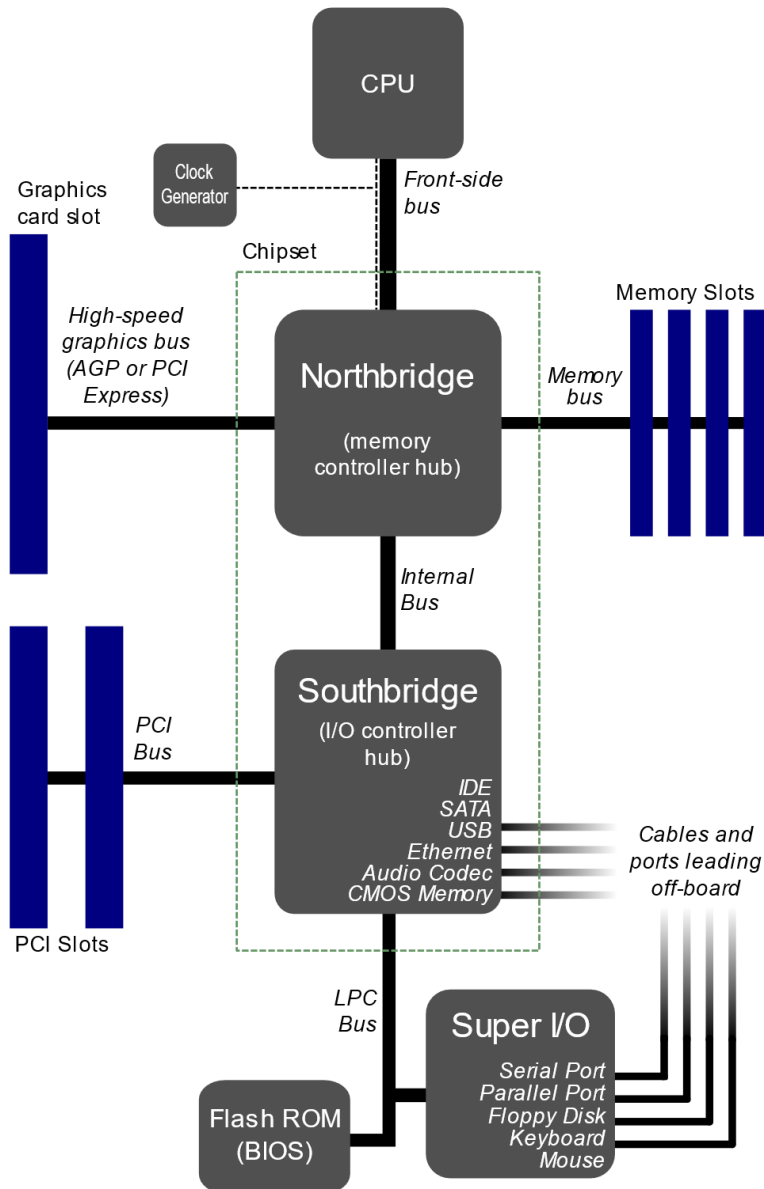 CPU
Clock
Generator
Front-side
bus
Graphics
card slot
Chipset
High-speed
graphics bus
(AGP or PCI
Express)
Northbridge
(memory
controller hub)
Memory Slots
Memory
bus
Internal
Bus
Southbridge
(I/O controller
hub)
PCI
Bus
IDE
SATA
USB
Ethernet
Audio Codec
CMOS Memory
Cables and
ports leading
off-board
PCI Slots
LPC
Bus
Super I/O
Serial Port
Parallel Port
Floppy Disk
Keyboard
Mouse
Flash ROM
(BIOS)